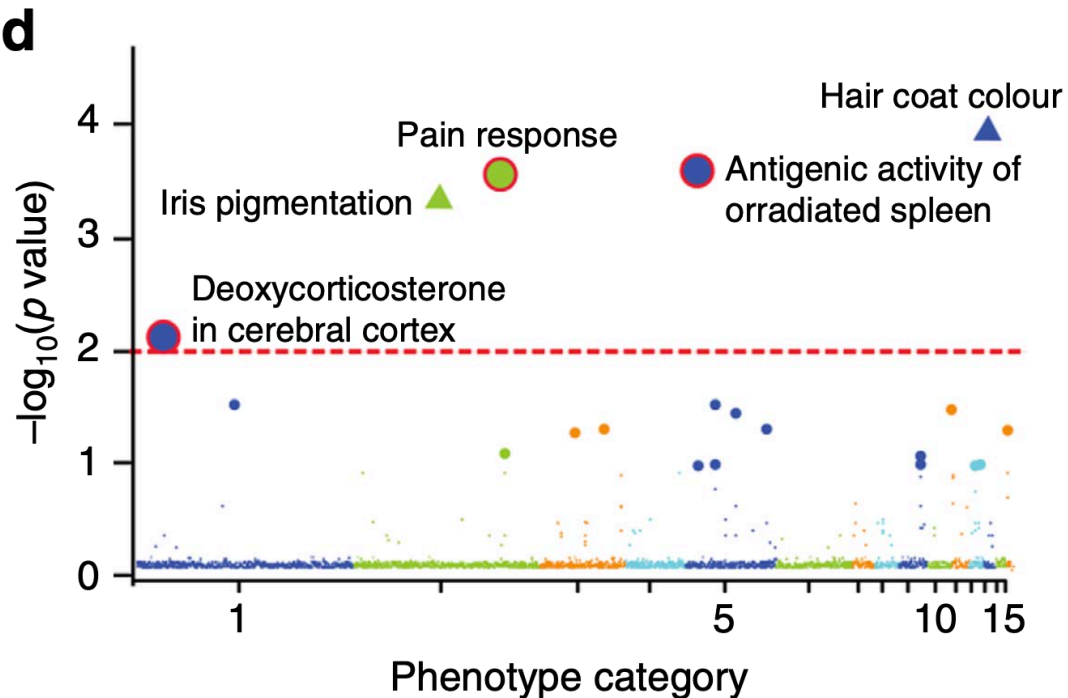 d
Hair coat colour
Pain response
Antigenic activity of
orradiated spleen
Iris pigmentation
Deoxycorticosterone
in cerebral cortex
–log10(p value)
4
3
2
1
0
1
5
10
15
Phenotype category